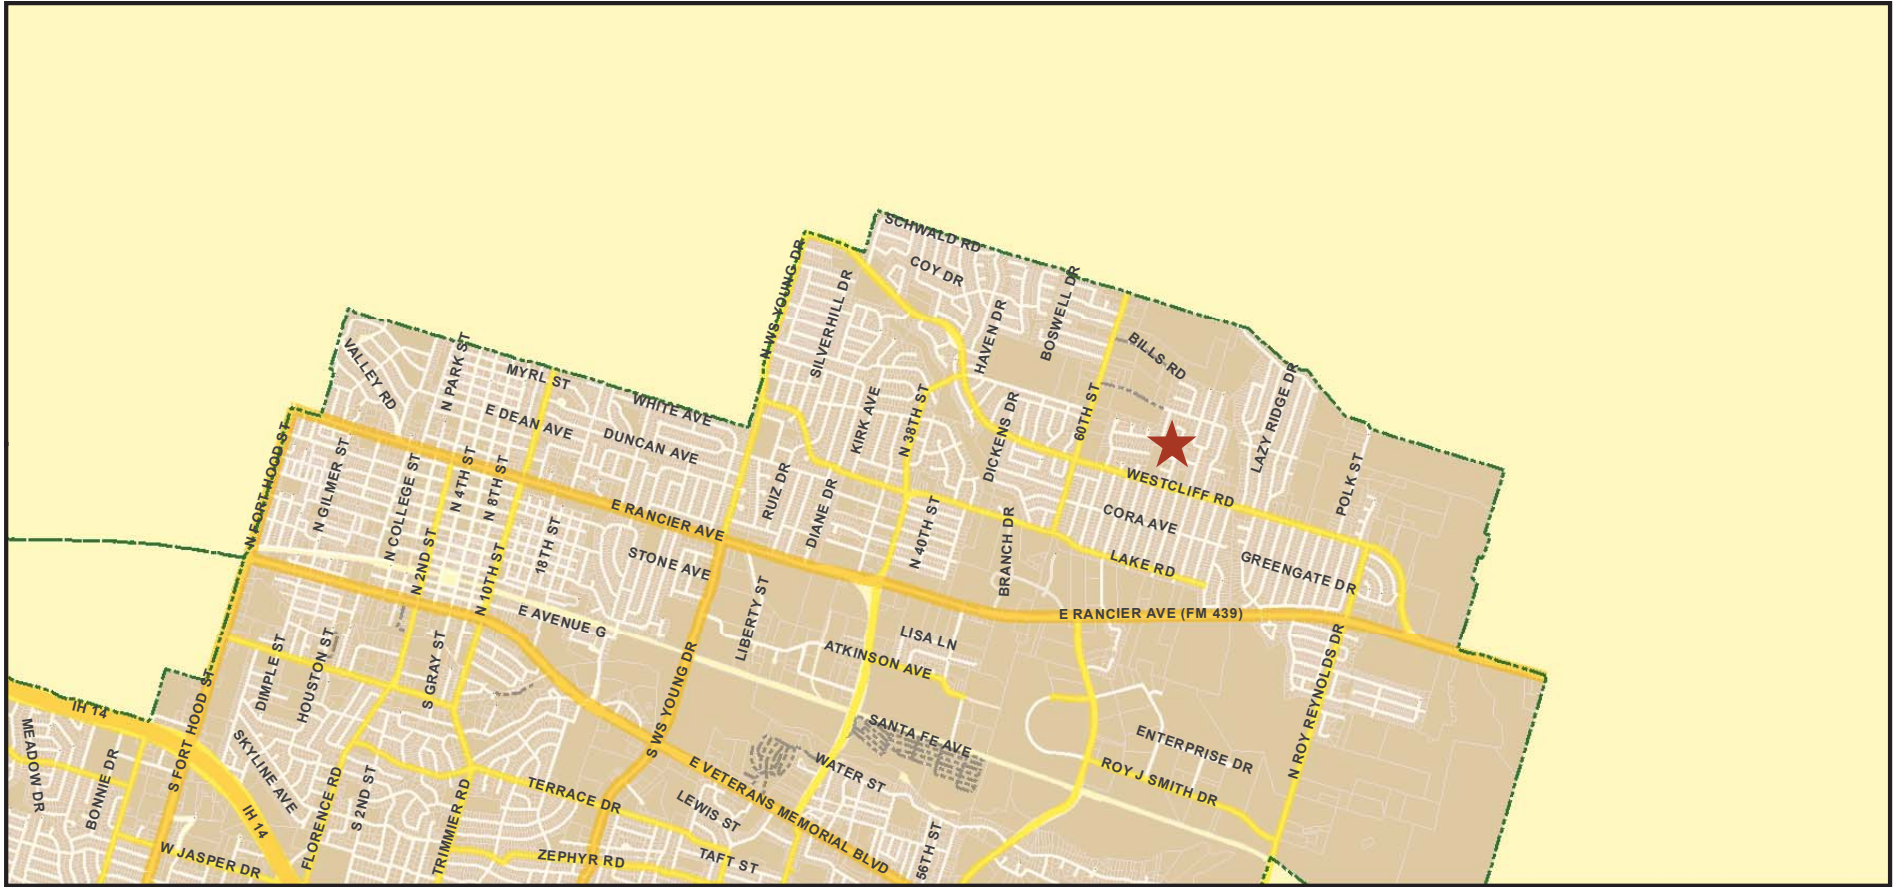 SCHWALD RD
COY DR
N WS YOUNG DR
SILVERHILL DR
HAVEN DR
BOSWELL DR
BILLS RD
VALLEY RD
N PARK ST
MYRL ST
WHITE AVE
E DEAN AVE
DUNCAN AVE
KIRK AVE
N 38TH ST
DICKENS DR
60TH ST
LAZY RIDGE DR
POLK ST
N FORT HOOD ST
N GILMER ST
N COLLEGE ST
N 4TH ST
N 8TH ST
E RANCIER AVE
RUIZ DR
DIANE DR
WESTCLIFF RD
CORA AVE
N 2ND ST
N 10TH ST
18TH ST
STONE AVE
N 40TH ST
BRANCH DR
LAKE RD
GREENGATE DR
E AVENUE G
LIBERTY ST
E RANCIER AVE (FM 439)
LISA LN
ATKINSON AVE
DIMPLE ST
HOUSTON ST
S GRAY ST
S WS YOUNG DR
N ROY REYNOLDS DR
IH 14
S FORT HOOD ST
SKYLINE AVE
SANTA FE AVE
ENTERPRISE DR
MEADOW DR
BONNIE DR
IH 14
FLORENCE RD
S 2ND ST
TRIMMIER RD
TERRACE DR
LEWIS ST
E VETERANS MEMORIAL BLVD
WATER ST
ROY J SMITH DR
W JASPER DR
ZEPHYR RD
TAFT ST
56TH ST